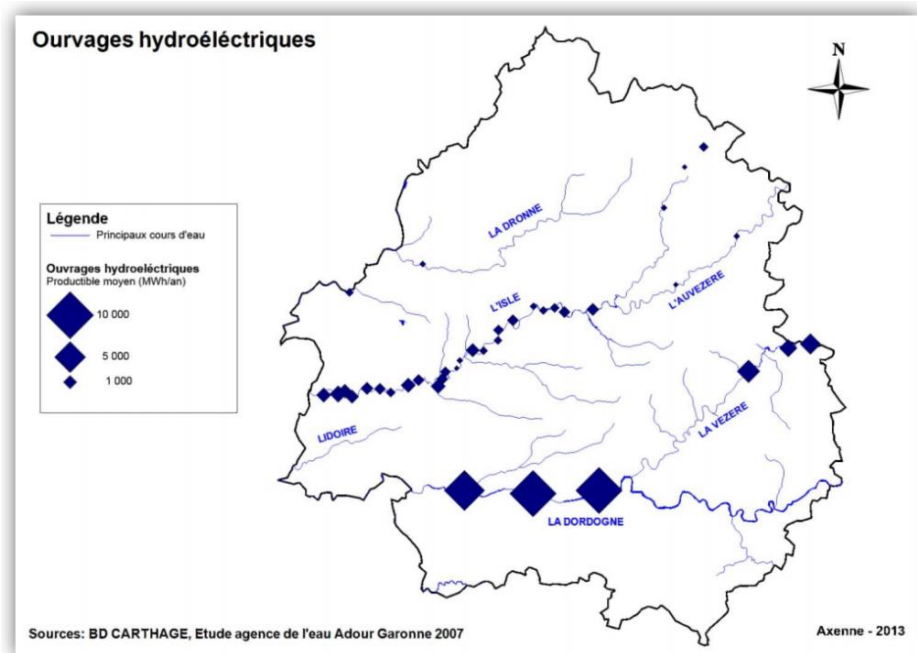 Ourvages hydroéléctriques
N
Légende
Principaux cours d'eau
Ouvrages hydroeléctriques
Productible moyen (MWh/an)
10 000
5 000
1 000
LA DRONNE
L'ISLE
L'AUVEZERE
LA VEZERE
LIDOIRE
LA DORDOGNE
Sources: BD CARTHAGE, Etude agence de l'eau Adour Garonne 2007
Axenne - 2013